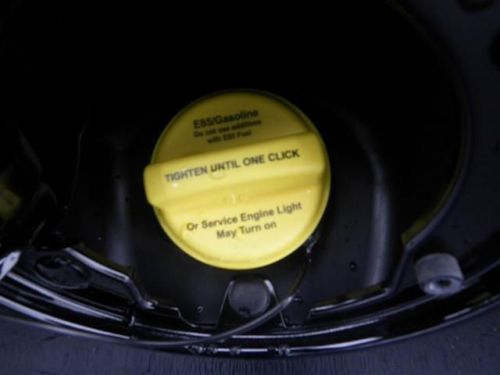 E85/Gasoline
Do not use additives
with E85 Fuel
TIGHTEN UNTIL ONE CLICK
Or Service Engine Light
May Turn on